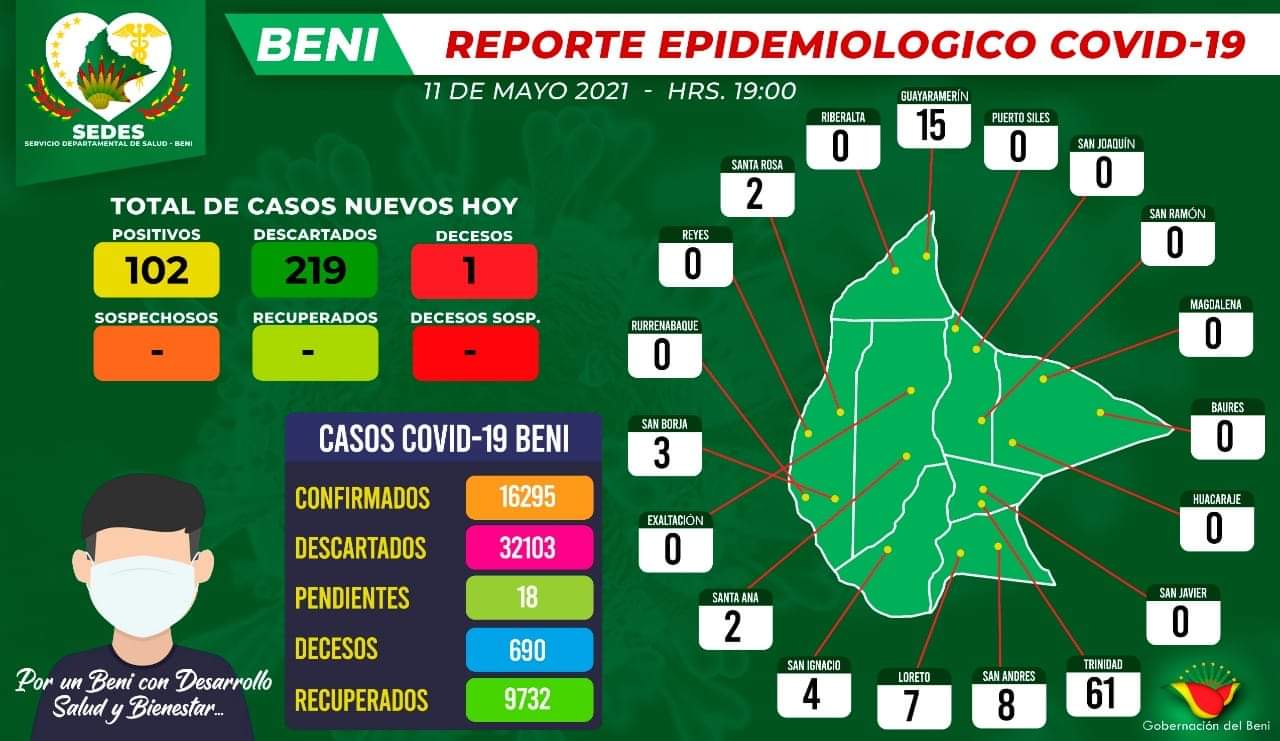 SEDES
SERVICIO DEPARTAMENTAL DE SALUD - BENI
BENI
REPORTE EPIDEMIOLOGICO COVID-19
11 DE MAYO 2021 - HRS. 19:00
TOTAL DE CASOS NUEVOS HOY
POSITIVOS
102
DESCARTADOS
219
DECESOS
1
SOSPECHOSOS
-
RECUPERADOS
-
DECESOS SOSP.
-
CASOS COVID-19 BENI
CONFIRMADOS 16295
DESCARTADOS 32103
PENDIENTES 18
DECESOS 690
RECUPERADOS 9732
Por un Beni con Desarrollo
Salud y Bienestar...
GUAYARAMERÍN
15
RIBERALTA
0
PUERTO SILES
0
SAN JOAQUÍN
0
SANTA ROSA
2
SAN RAMÓN
0
REYES
0
MAGDALENA
0
RURRENABAQUE
0
BAURES
0
SAN BORJA
3
HUACARAJE
0
EXALTACIÓN
0
SAN JAVIER
0
SANTA ANA
2
SAN IGNACIO
4
LORETO
7
SAN ANDRES
8
TRINIDAD
61
Gobernación del Beni